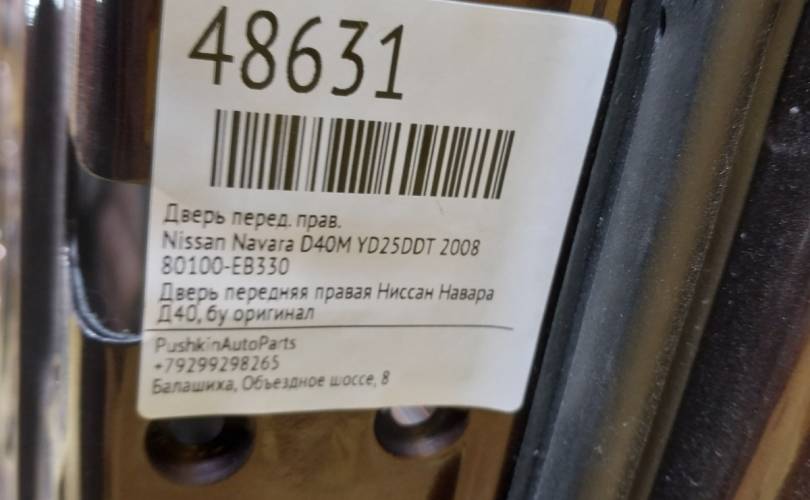 48631
Дверь перед. прав.
Nissan Navara D40M YD25DDT 2008
80100-EB330
Дверь передняя правая Ниссан Навара
Д40, бу оригинал
PushkinAutoParts
+79299298265
Балашиха, Объездное шоссе, 8